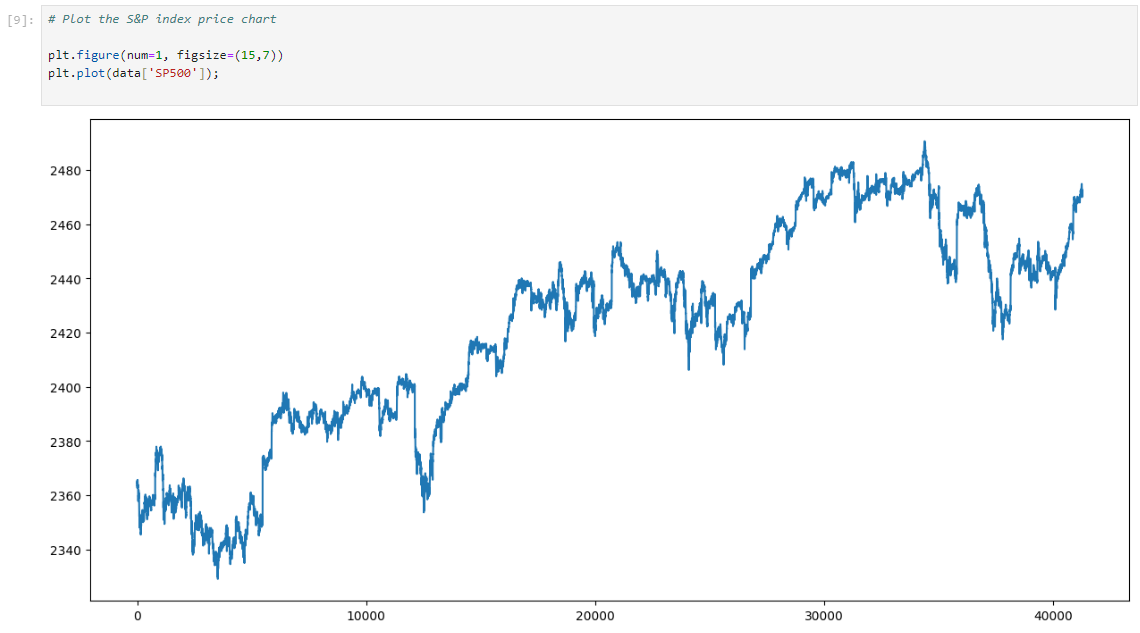 [9]: # Plot the S&P index price chart
plt.figure(num=1, figsize=(15,7))
plt.plot(data['SP500']);
2480
2460
2440
2420
2400
2380
2360
2340
0 10000 20000 30000 40000